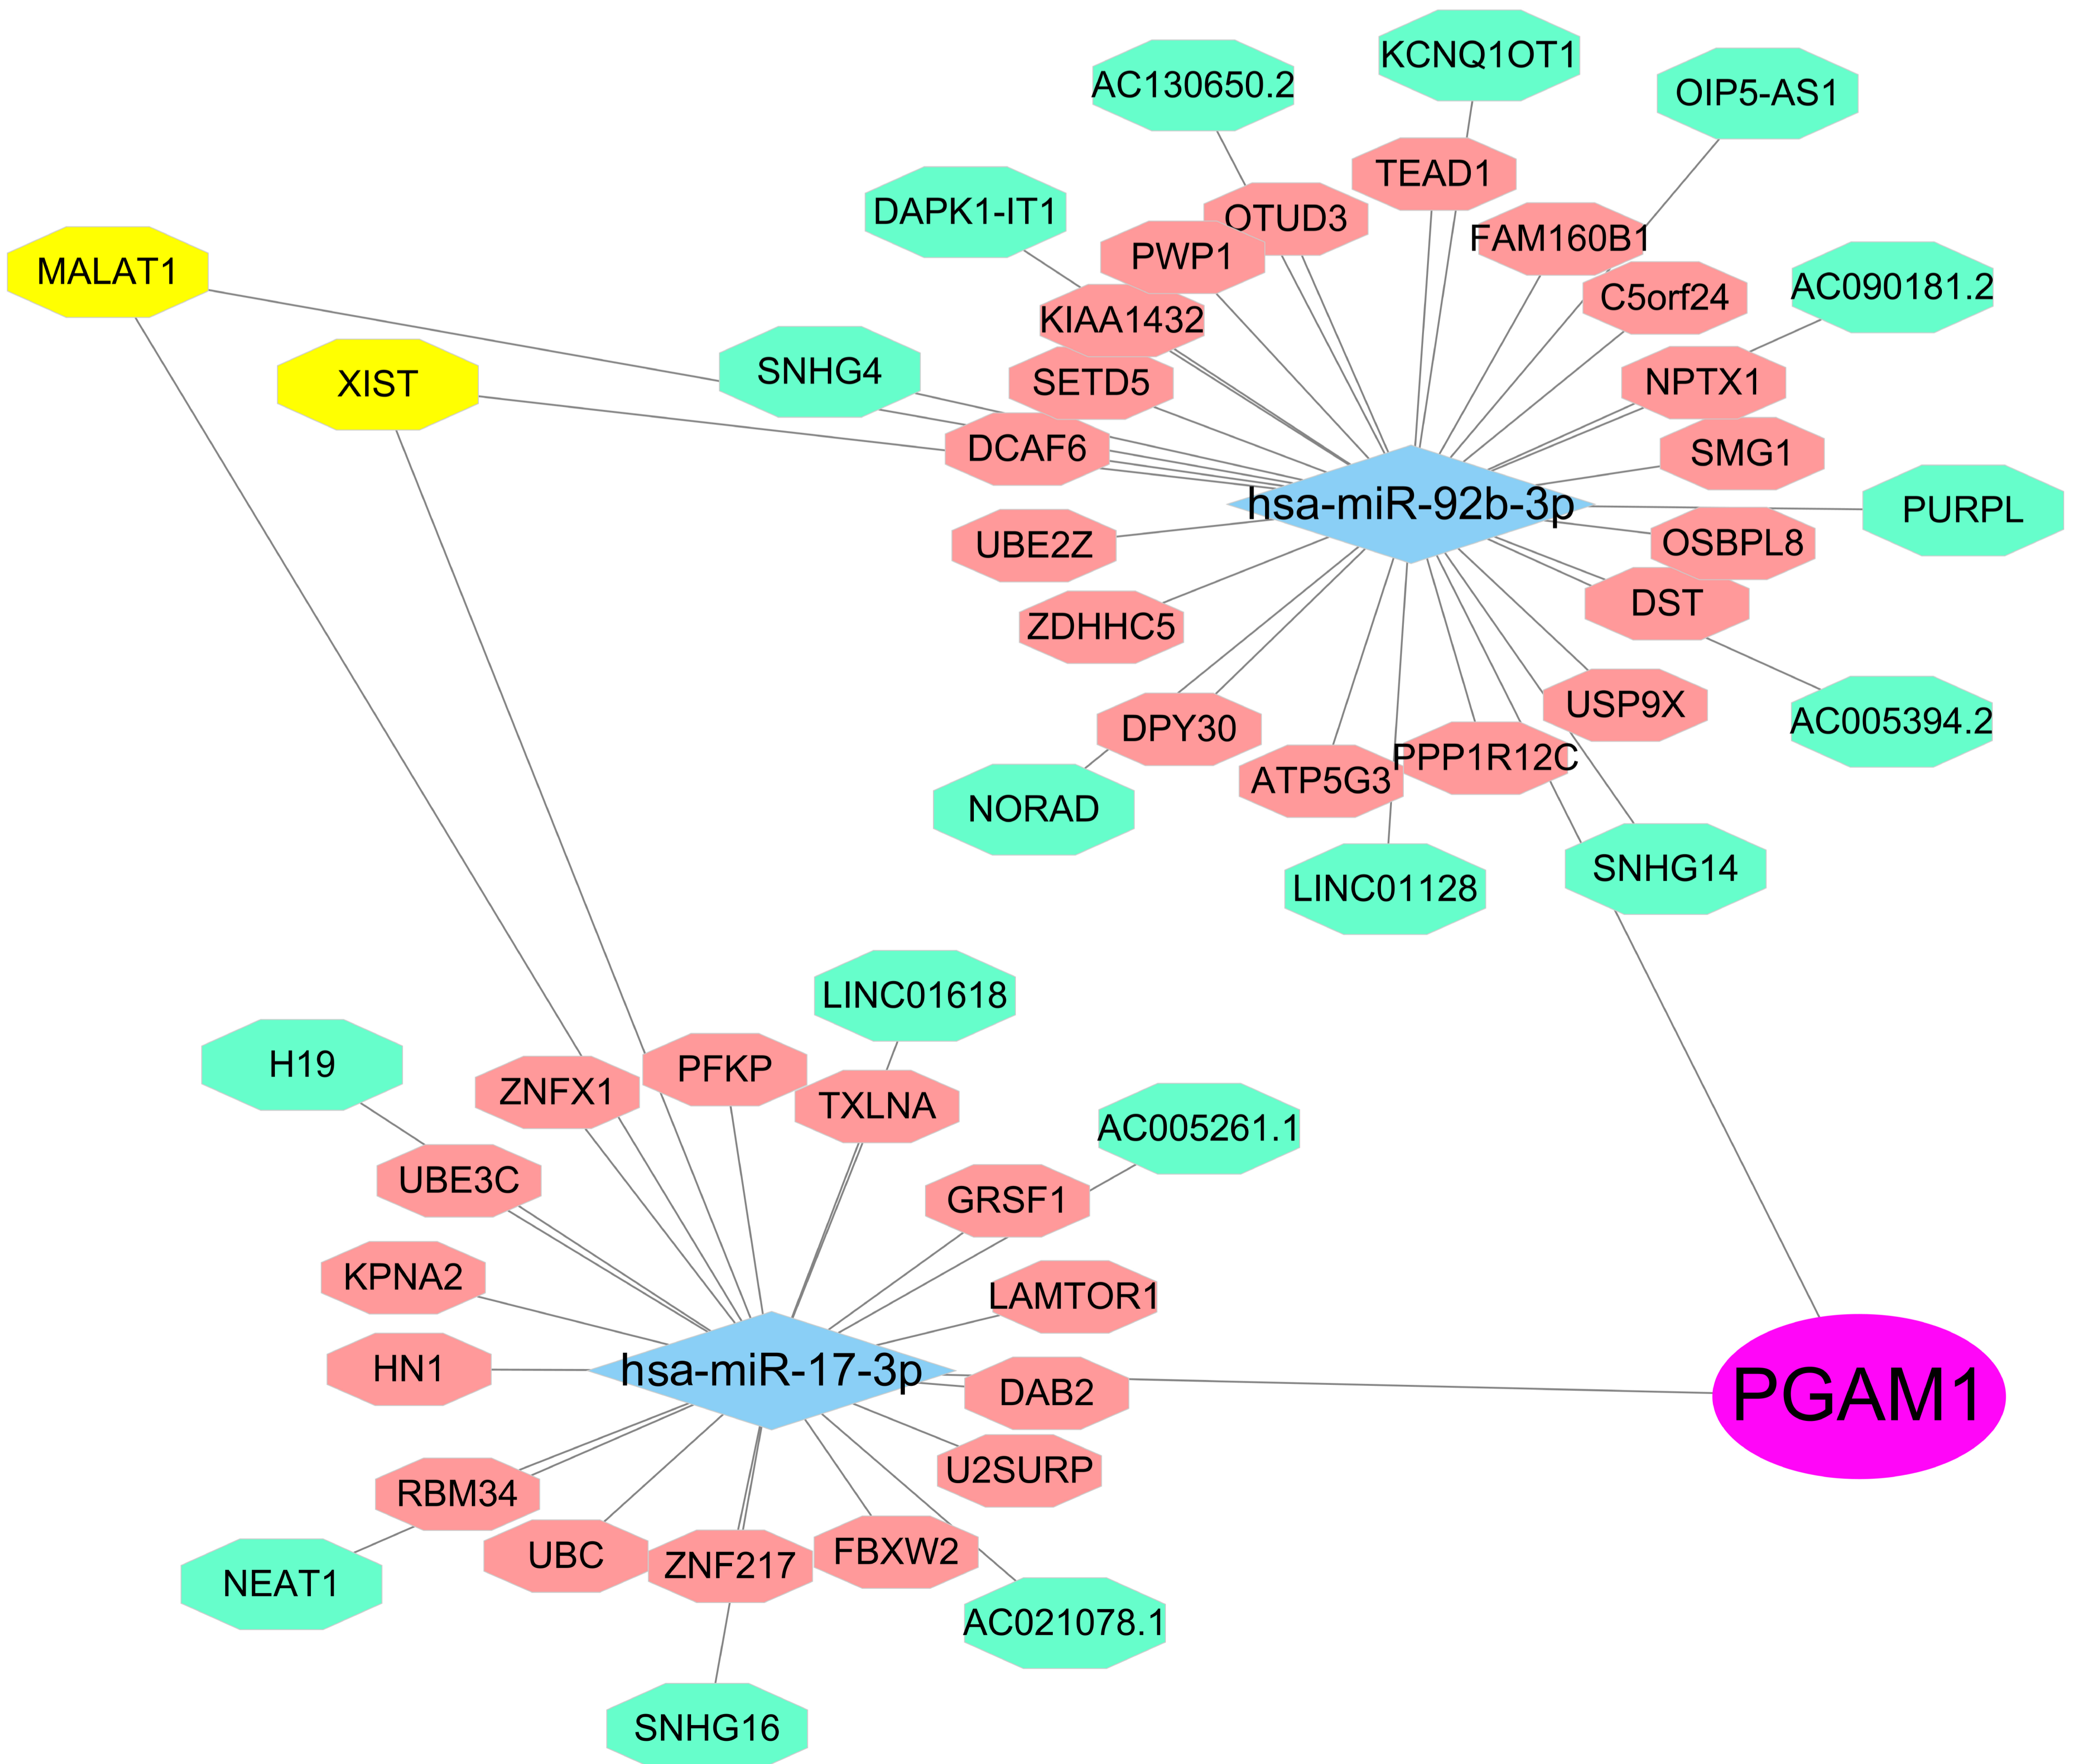 KCNQ1OT1
AC130650.2
OIP5-AS1
TEAD1
DAPK1-IT1
OTUD3
FAM160B1
PWP1
MALAT1
AC090181.2
C5orf24
KIAA1432
SNHG4
XIST
SETD5
NPTX1
DCAF6
SMG1
hsa-miR-92b-3p
PURPL
UBE2Z
OSBPL8
DST
ZDHHC5
USP9X
AC005394.2
DPY30
PPP1R12C
ATP5G3
NORAD
SNHG14
LINC01128
LINC01618
H19
PFKP
ZNFX1
TXLNA
AC005261.1
UBE3C
GRSF1
KPNA2
LAMTOR1
HN1
hsa-miR-17-3p
DAB2
PGAM1
U2SURP
RBM34
UBC
ZNF217
FBXW2
NEAT1
AC021078.1
SNHG16